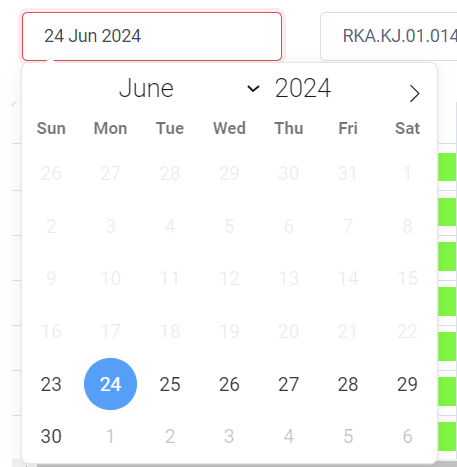 24 Jun 2024 RKA.KJ.01.014
June 2024
Sun Mon Tue Wed Thu Fri Sat
26 27 28 29 30 31 1
2 3 4 5 6 7 8
9 10 11 12 13 14 15
16 17 18 19 20 21 22
23 24 25 26 27 28 29
30 1 2 3 4 5 6